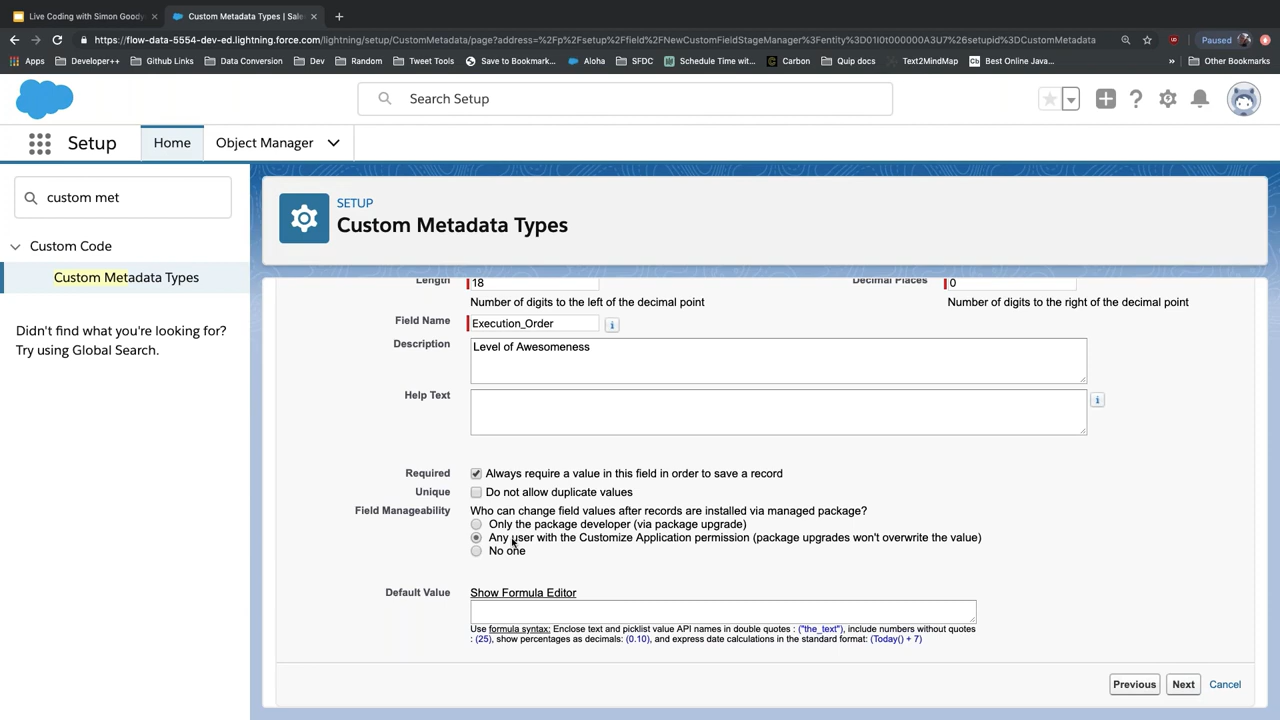 Live Coding with Simon Goody
Custom Metadata Types | Sale
https://flow-data-5554-dev-ed.lightning.force.com/lightning/setup/CustomMetadata/page?address=%2Fp%2Fsetup%2Ffield%2FNewCustomFieldStageManager%3Fentity%3D01I0t000000A3U7%26setupid%3DCustomMetadata
Paused
Apps Developer++ Github Links Data Conversion Dev Random Tweet Tools Save to Bookmark... Aloha SFDC Schedule Time wit... Carbon Quip docs Text2MindMap Cb Best Online Java... » Other Bookmarks
Search Setup
Setup Home Object Manager
custom met
SETUP
Custom Metadata Types
Custom Code
Custom Metadata Types
Didn't find what you're looking for?
Try using Global Search.
Length 18 Decimal Places 0
Number of digits to the left of the decimal point Number of digits to the right of the decimal point
Field Name Execution_Order
Description Level of Awesomeness
Help Text
Required Always require a value in this field in order to save a record
Unique Do not allow duplicate values
Field Manageability Who can change field values after records are installed via managed package?
Only the package developer (via package upgrade)
Any user with the Customize Application permission (package upgrades won't overwrite the value)
No one
Default Value Show Formula Editor
Use formula syntax: Enclose text and picklist value API names in double quotes : ("the_text"), include numbers without quotes
: (25), show percentages as decimals: (0.10), and express date calculations in the standard format: (Today() + 7)
Previous Next Cancel